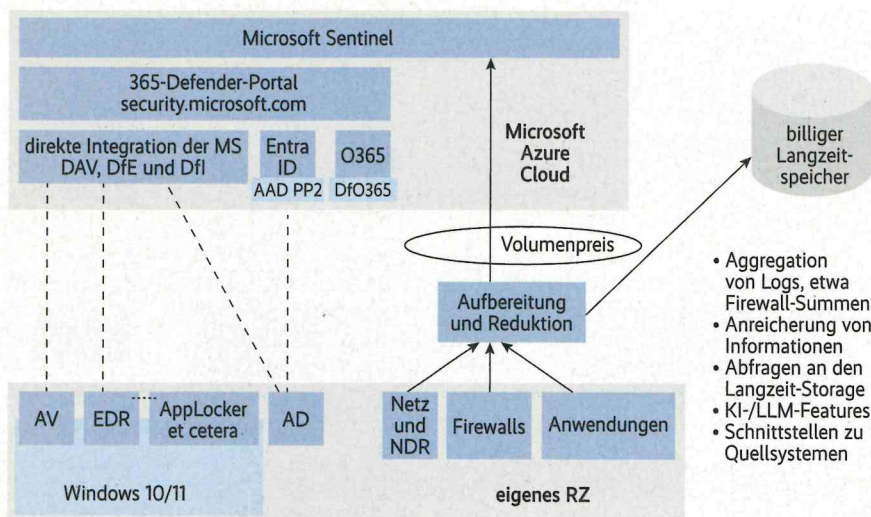 Microsoft Sentinel
365-Defender-Portal
security.microsoft.com
direkte Integration der MS
DAV, DfE und DfI
Entra
ID
AAD PP2
O365
DfO365
Microsoft
Azure
Cloud
billiger
Langzeit-
speicher
Volumenpreis
Aufbereitung
und Reduktion
• Aggregation
von Logs, etwa
Firewall-Summen
• Anreicherung von
Informationen
• Abfragen an den
Langzeit-Storage
• KI-/LLM-Features
• Schnittstellen zu
Quellsystemen
AV
EDR
AppLocker
et cetera
AD
Netz
und
NDR
Firewalls
Anwendungen
Windows 10/11
eigenes RZ